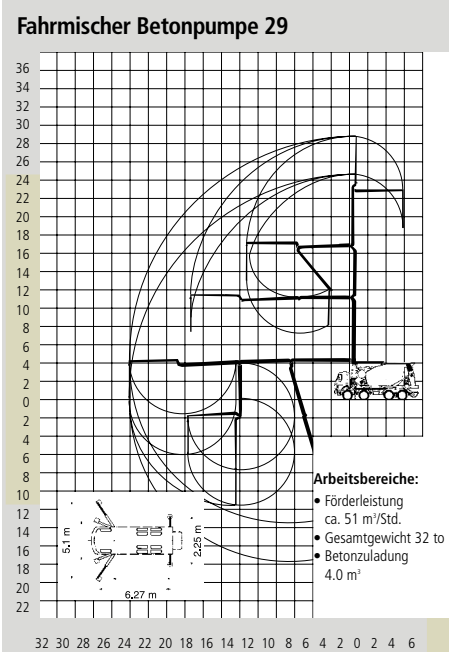 Fahrmischer Betonpumpe 29
36
34
32
30
28
26
24
22
20
18
16
14
12
10
8
6
4
2
0
2
4
6
8
10
12
14
16
18
20
22
Arbeitsbereiche:
• Förderleistung
ca. 51 m³/Std.
• Gesamtgewicht 32 to
• Betonzuladung
4.0 m³
5.1 m
2.25 m
6.27 m
32 30 28 26 24 22 20 18 16 14 12 10 8 6 4 2 0 2 4 6